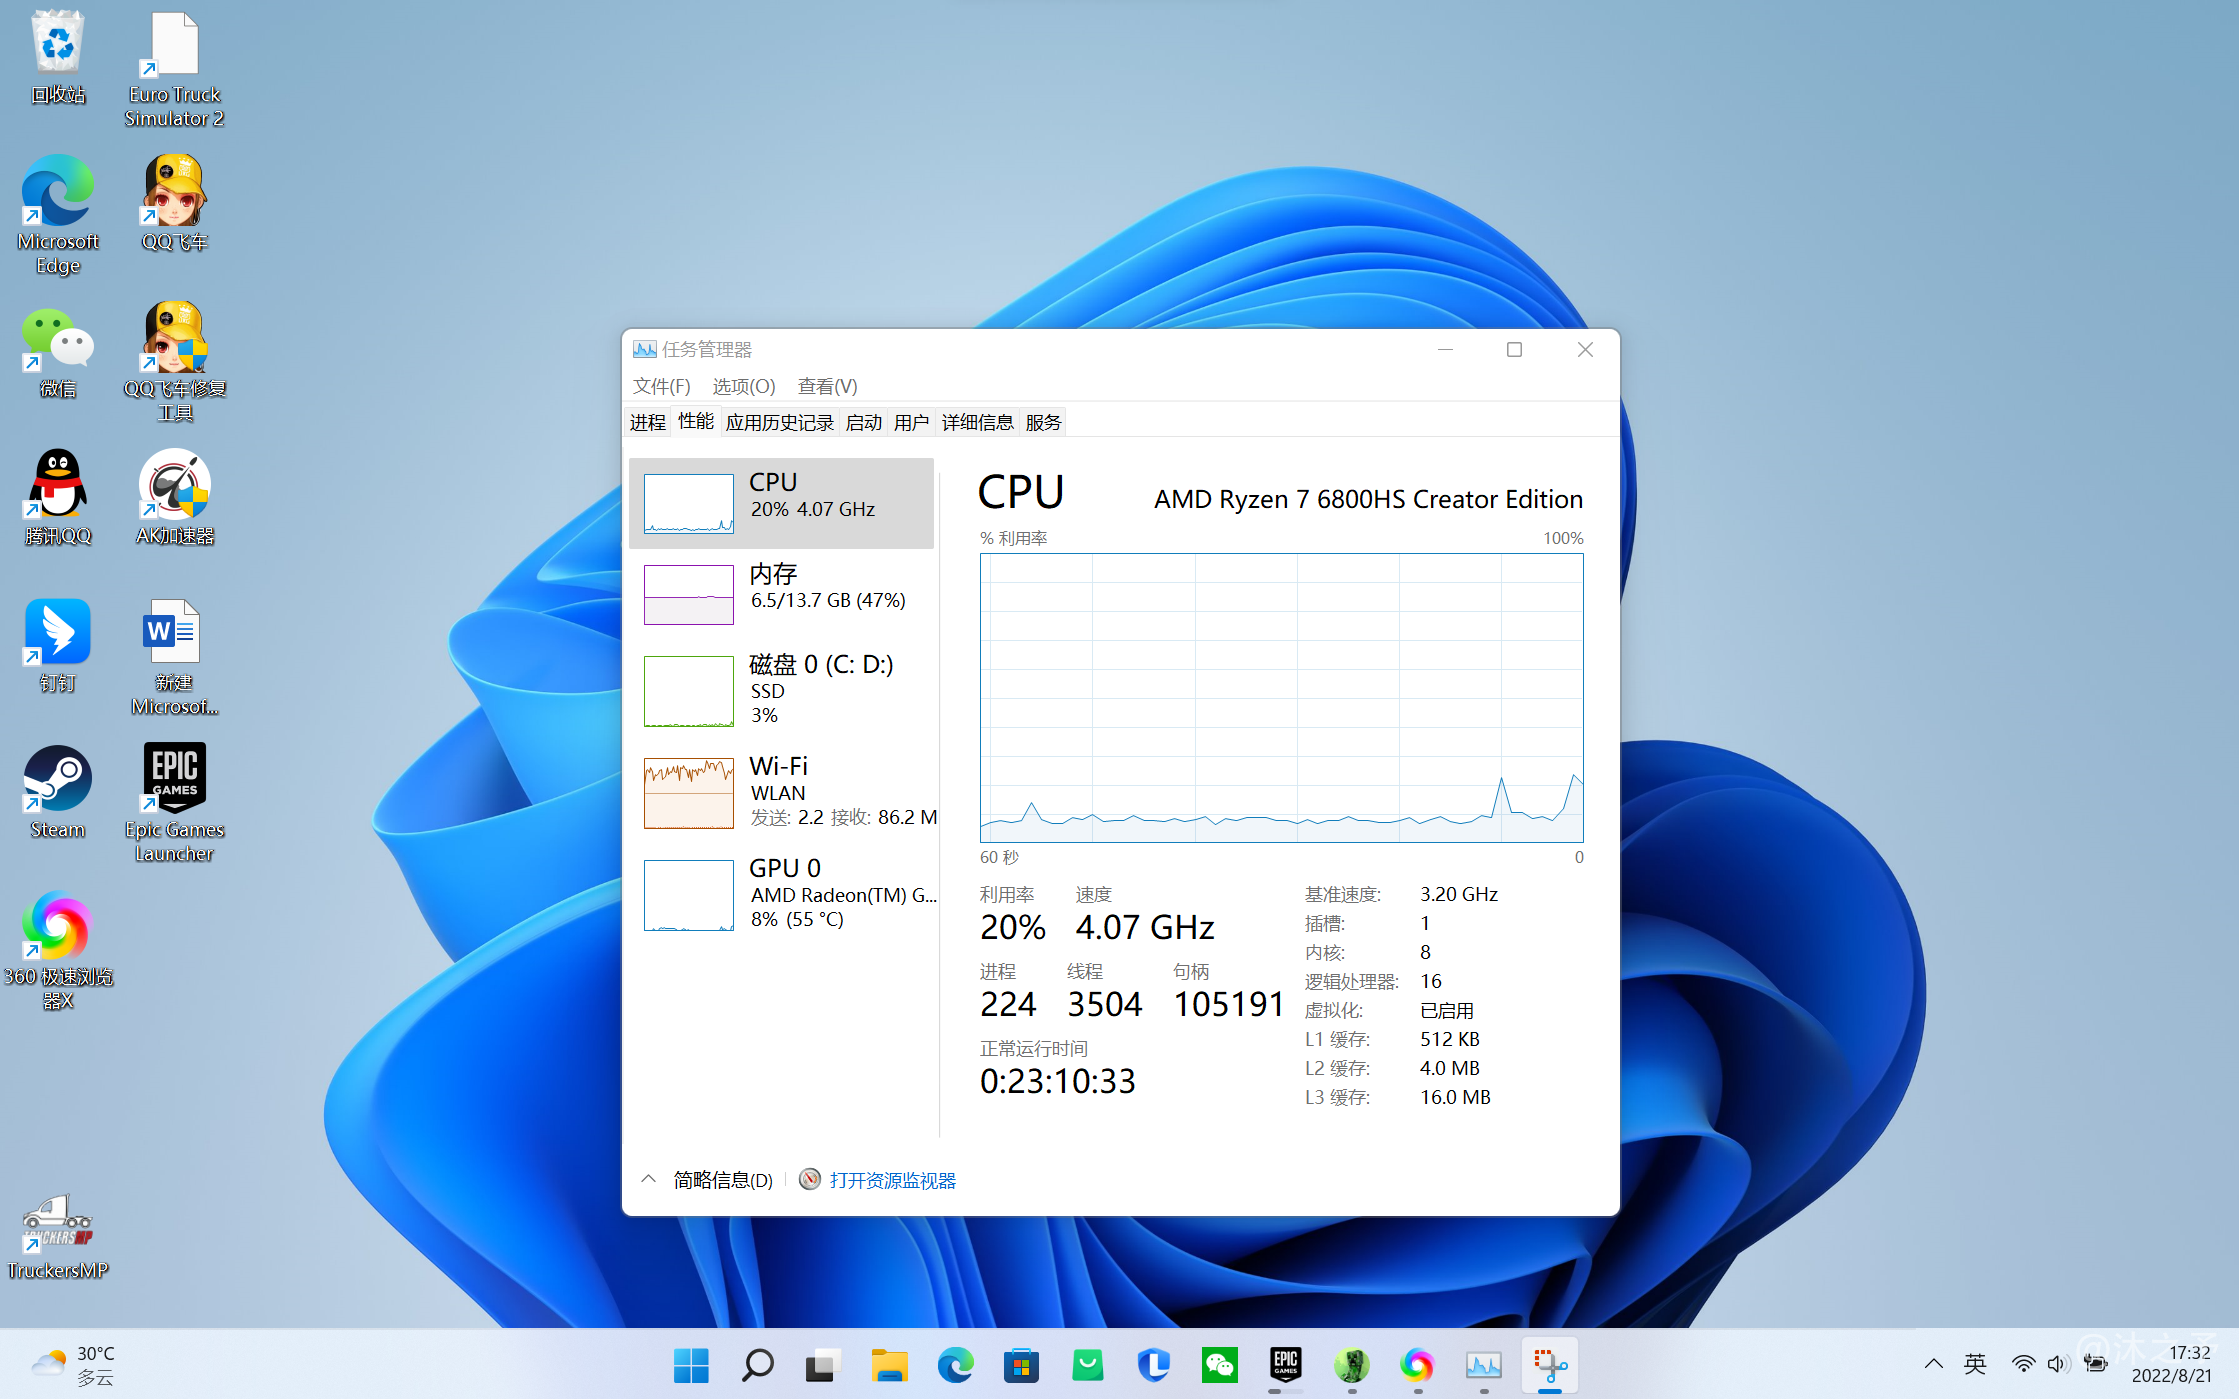 回收站
Euro Truck
Simulator 2
Microsoft
Edge
QQ飞车
微信
QQ飞车修复
工具
腾讯QQ
AK加速器
钉钉
W
新建
Microsof...
Steam
EPIC
GAMES
Epic Games
Launcher
360 极速浏览
器X
TRUCKERSMP
TruckersMP
任务管理器
文件(F) 选项(O) 查看(V)
进程 性能 应用历史记录 启动 用户 详细信息 服务
CPU
20% 4.07 GHz
内存
6.5/13.7 GB (47%)
磁盘 0 (C: D:)
SSD
3%
Wi-Fi
WLAN
发送: 2.2 接收: 86.2 M
GPU 0
AMD Radeon(TM) G...
8% (55 °C)
CPU AMD Ryzen 7 6800HS Creator Edition
% 利用率 100%
60 秒 0
利用率 速度
20% 4.07 GHz
进程 线程 句柄
224 3504 105191
正常运行时间
0:23:10:33
基准速度: 3.20 GHz
插槽: 1
内核: 8
逻辑处理器: 16
虚拟化: 已启用
L1 缓存: 512 KB
L2 缓存: 4.0 MB
L3 缓存: 16.0 MB
简略信息(D) 打开资源监视器
30°C
多云
EPIC
GAMES
英
17:32
2022/8/21
@沐之予